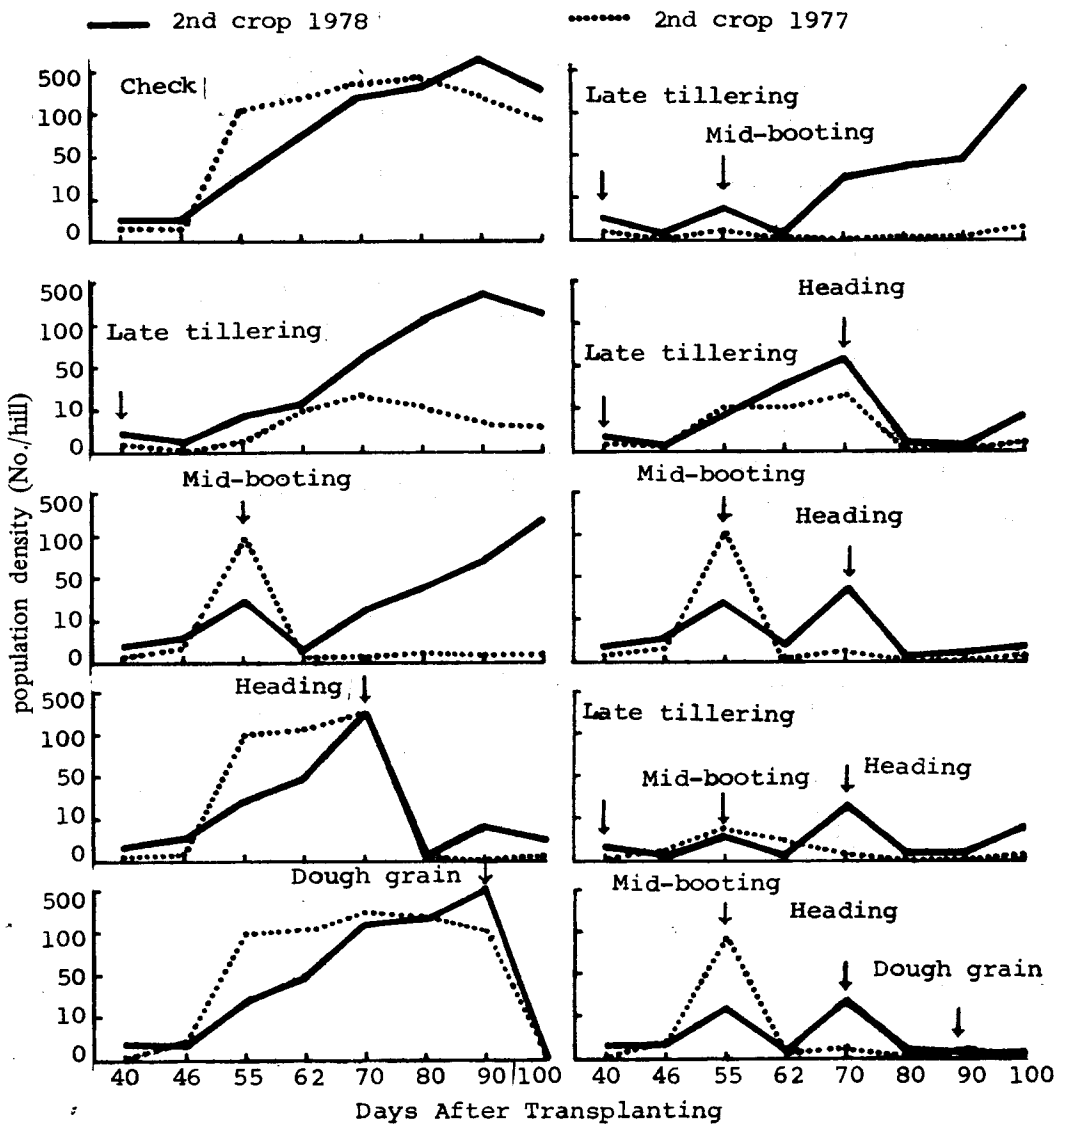 2nd crop 1978
2nd crop 1977
500
100
50
10
0
Check
Late tillering
Mid-booting
500
100
50
10
0
Late tillering
Heading
Late tillering
population density (No./hill)
500
100
50
10
0
Mid-booting
Mid-booting
Heading
500
100
50
10
0
Heading
Late tillering
Mid-booting
Heading
500
100
50
10
0
Dough grain
Mid-booting
Heading
Dough grain
40 46 55 62 70 80 90 100
40 46 55 62 70 80 90 100
Days After Transplanting